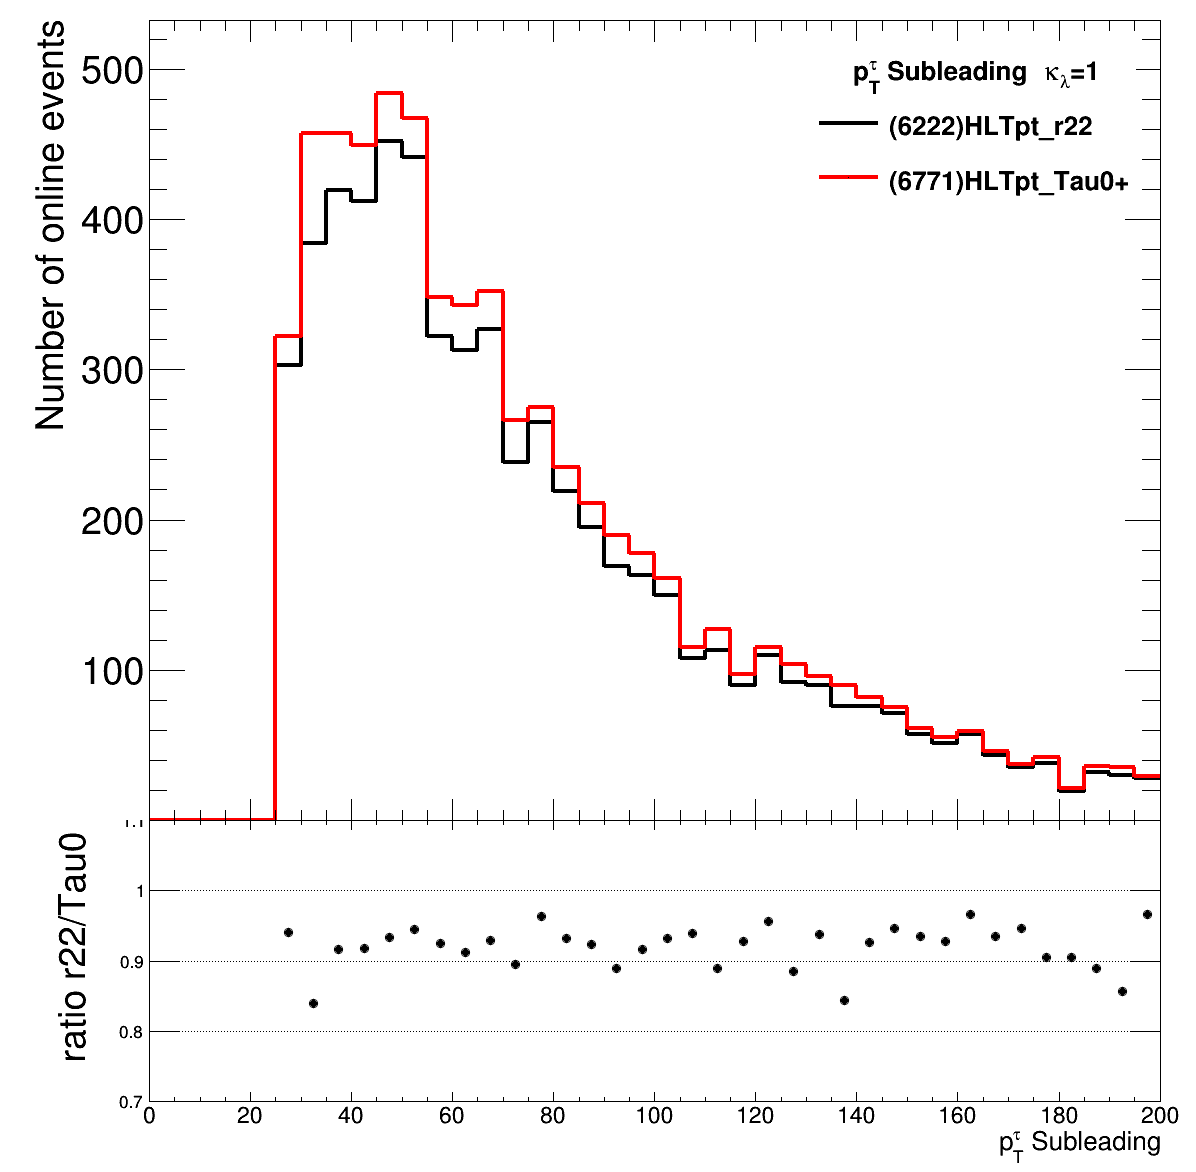 Number of online events
500
400
300
200
100
p_T^τ Subleading κ_λ=1
(6222)HLTpt_r22
(6771)HLTpt_Tau0+
ratio r22/Tau0
1
0.9
0.8
0.7
0 20 40 60 80 100 120 140 160 180 200
p_T^τ Subleading